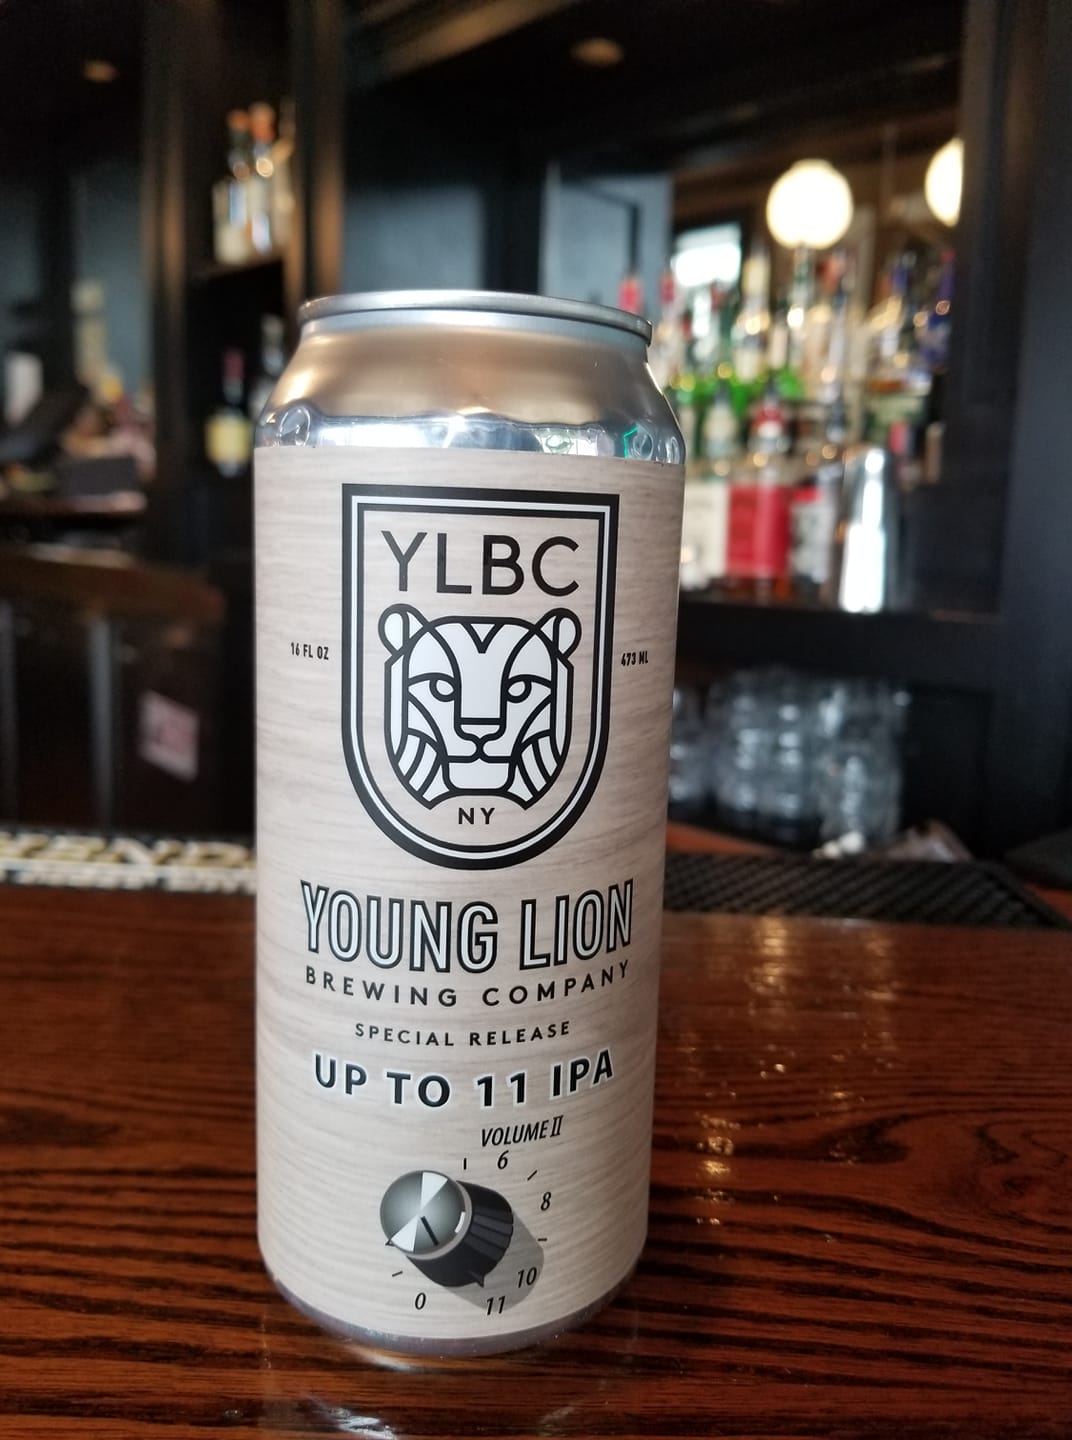 YLBC
16 FL OZ
473 ML
NY
YOUNG LION
BREWING COMPANY
SPECIAL RELEASE
UP TO 11 IPA
VOLUME II
6
8
10
0
11